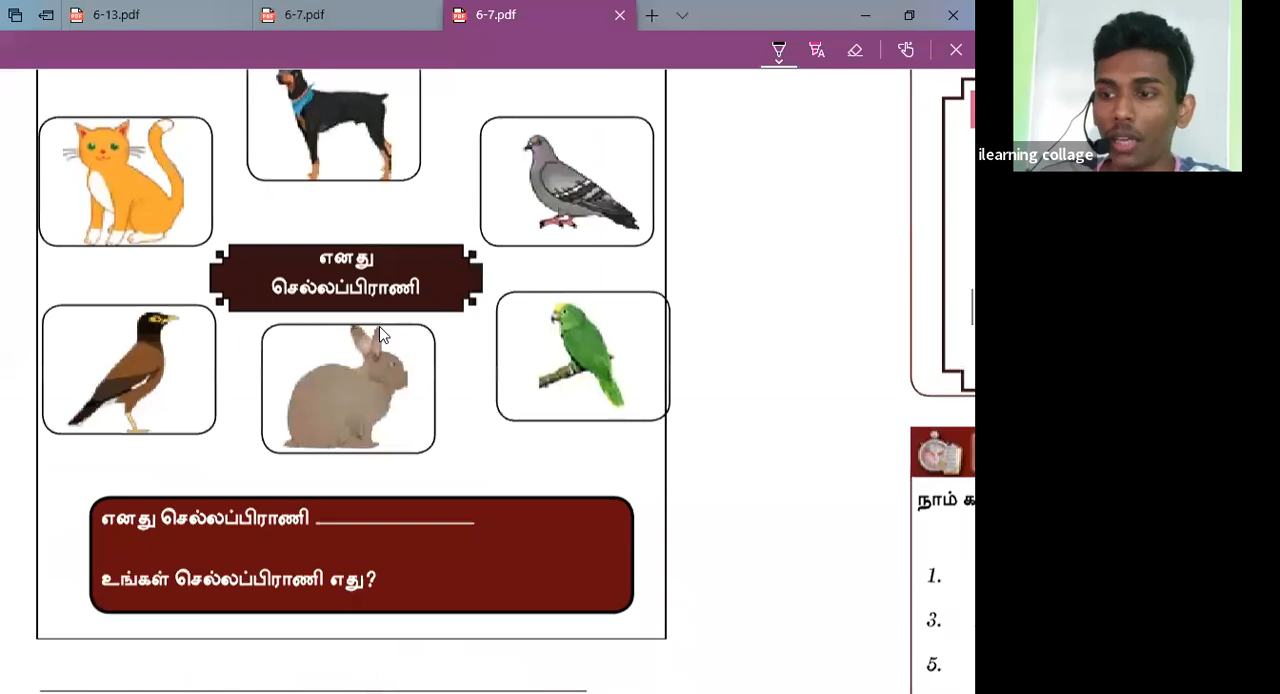 6-13.pdf
6-7.pdf
6-7.pdf
ilearning collage
எனது
செல்லப்பிராணி
எனது செல்லப்பிராணி ____________
உங்கள் செல்லப்பிராணி எது?
நாம் க
1.
3.
5.